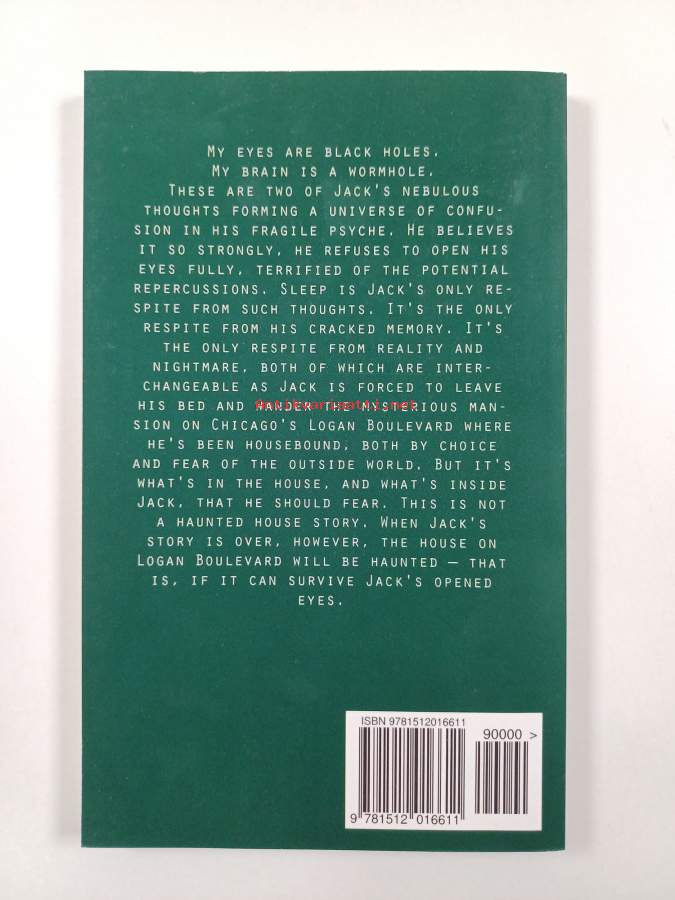 MY EYES ARE BLACK HOLES.
MY BRAIN IS A WORMHOLE.
THESE ARE TWO OF JACK'S NEBULOUS
THOUGHTS FORMING A UNIVERSE OF CONFU-
SION IN HIS FRAGILE PSYCHE. HE BELIEVES
IT SO STRONGLY, HE REFUSES TO OPEN HIS
EYES FULLY, TERRIFIED OF THE POTENTIAL
REPERCUSSIONS. SLEEP IS JACK'S ONLY RE-
SPITE FROM SUCH THOUGHTS. IT'S THE ONLY
RESPITE FROM HIS CRACKED MEMORY. IT'S
THE ONLY RESPITE FROM REALITY AND
NIGHTMARE, BOTH OF WHICH ARE INTER-
CHANGEABLE AS JACK IS FORCED TO LEAVE
HIS BED AND WANDER THE MYSTERIOUS MAN-
antikvariaatti.net
SION ON CHICAGO'S LOGAN BOULEVARD WHERE
HE'S BEEN HOUSEBOUND, BOTH BY CHOICE
AND FEAR OF THE OUTSIDE WORLD. BUT IT'S
WHAT'S IN THE HOUSE, AND WHAT'S INSIDE
JACK, THAT HE SHOULD FEAR. THIS IS NOT
A HAUNTED HOUSE STORY. WHEN JACK'S
STORY IS OVER, HOWEVER, THE HOUSE ON
LOGAN BOULEVARD WILL BE HAUNTED — THAT
IS, IF IT CAN SURVIVE JACK'S OPENED
EYES.
ISBN 9781512016611
90000 >
9 781512 016611